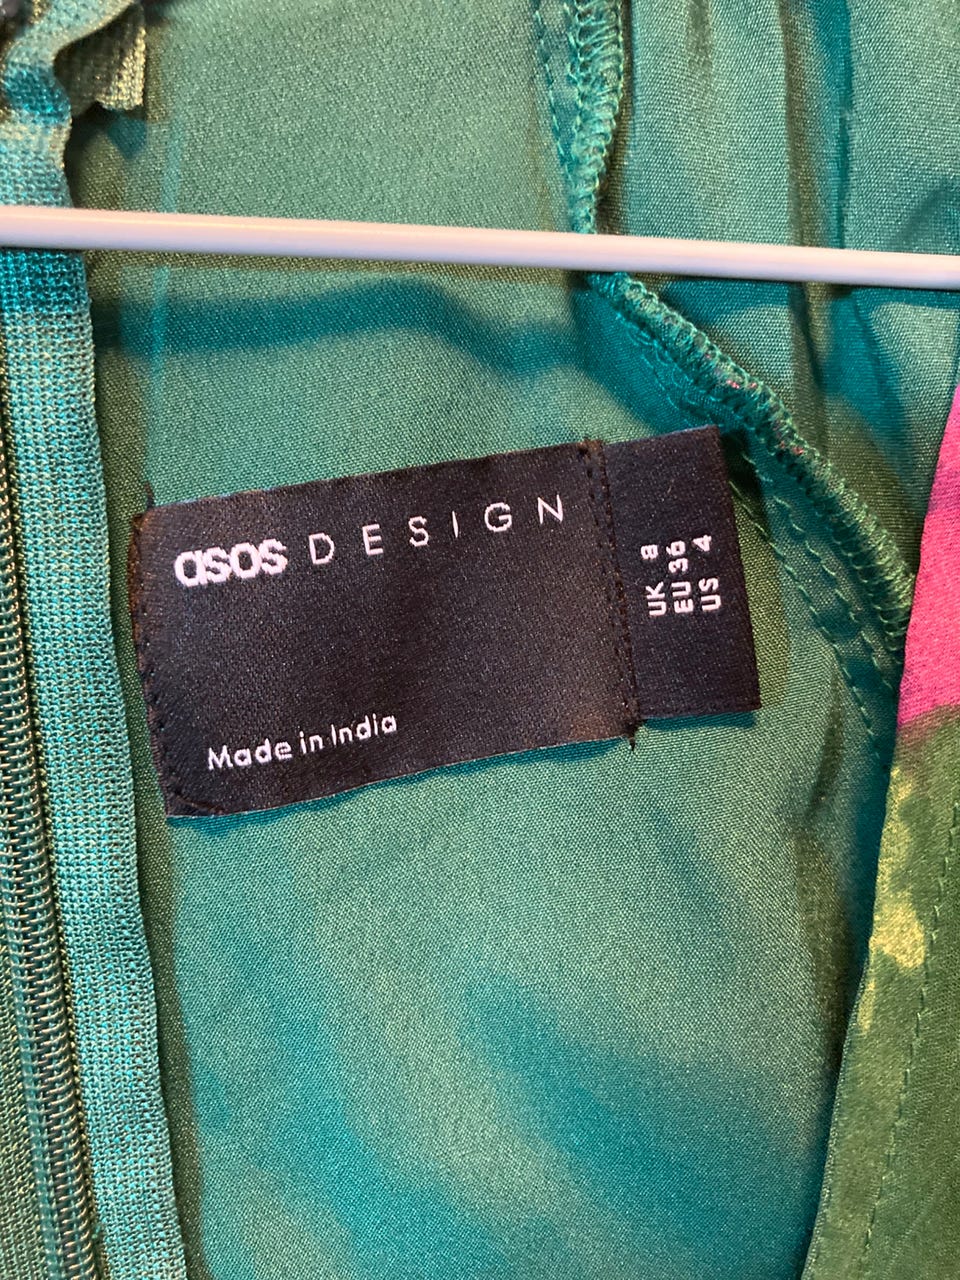 asos DESIGN
Made in India
UK 8
EU 36
US 4